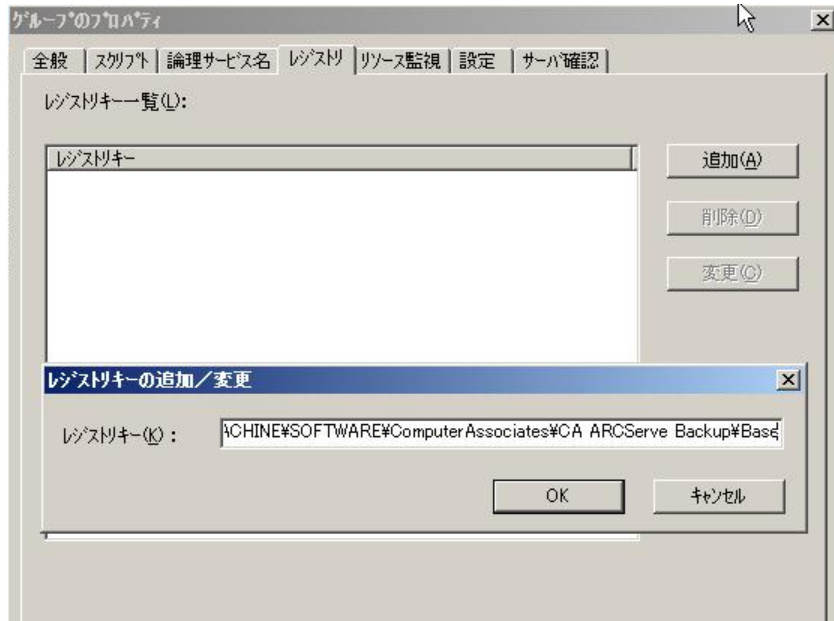 グループのプロパティ
全般 スクリプト 論理サービス名 レジストリ リソース監視 設定 サーバ確認
レジストリキー一覧(L):
レジストリキー
追加(A)
削除(D)
変更(C)
レジストリキーの追加／変更
レジストリキー(K)：
ACHINE¥SOFTWARE¥ComputerAssociates¥CA ARCServe Backup¥Base
OK キャンセル